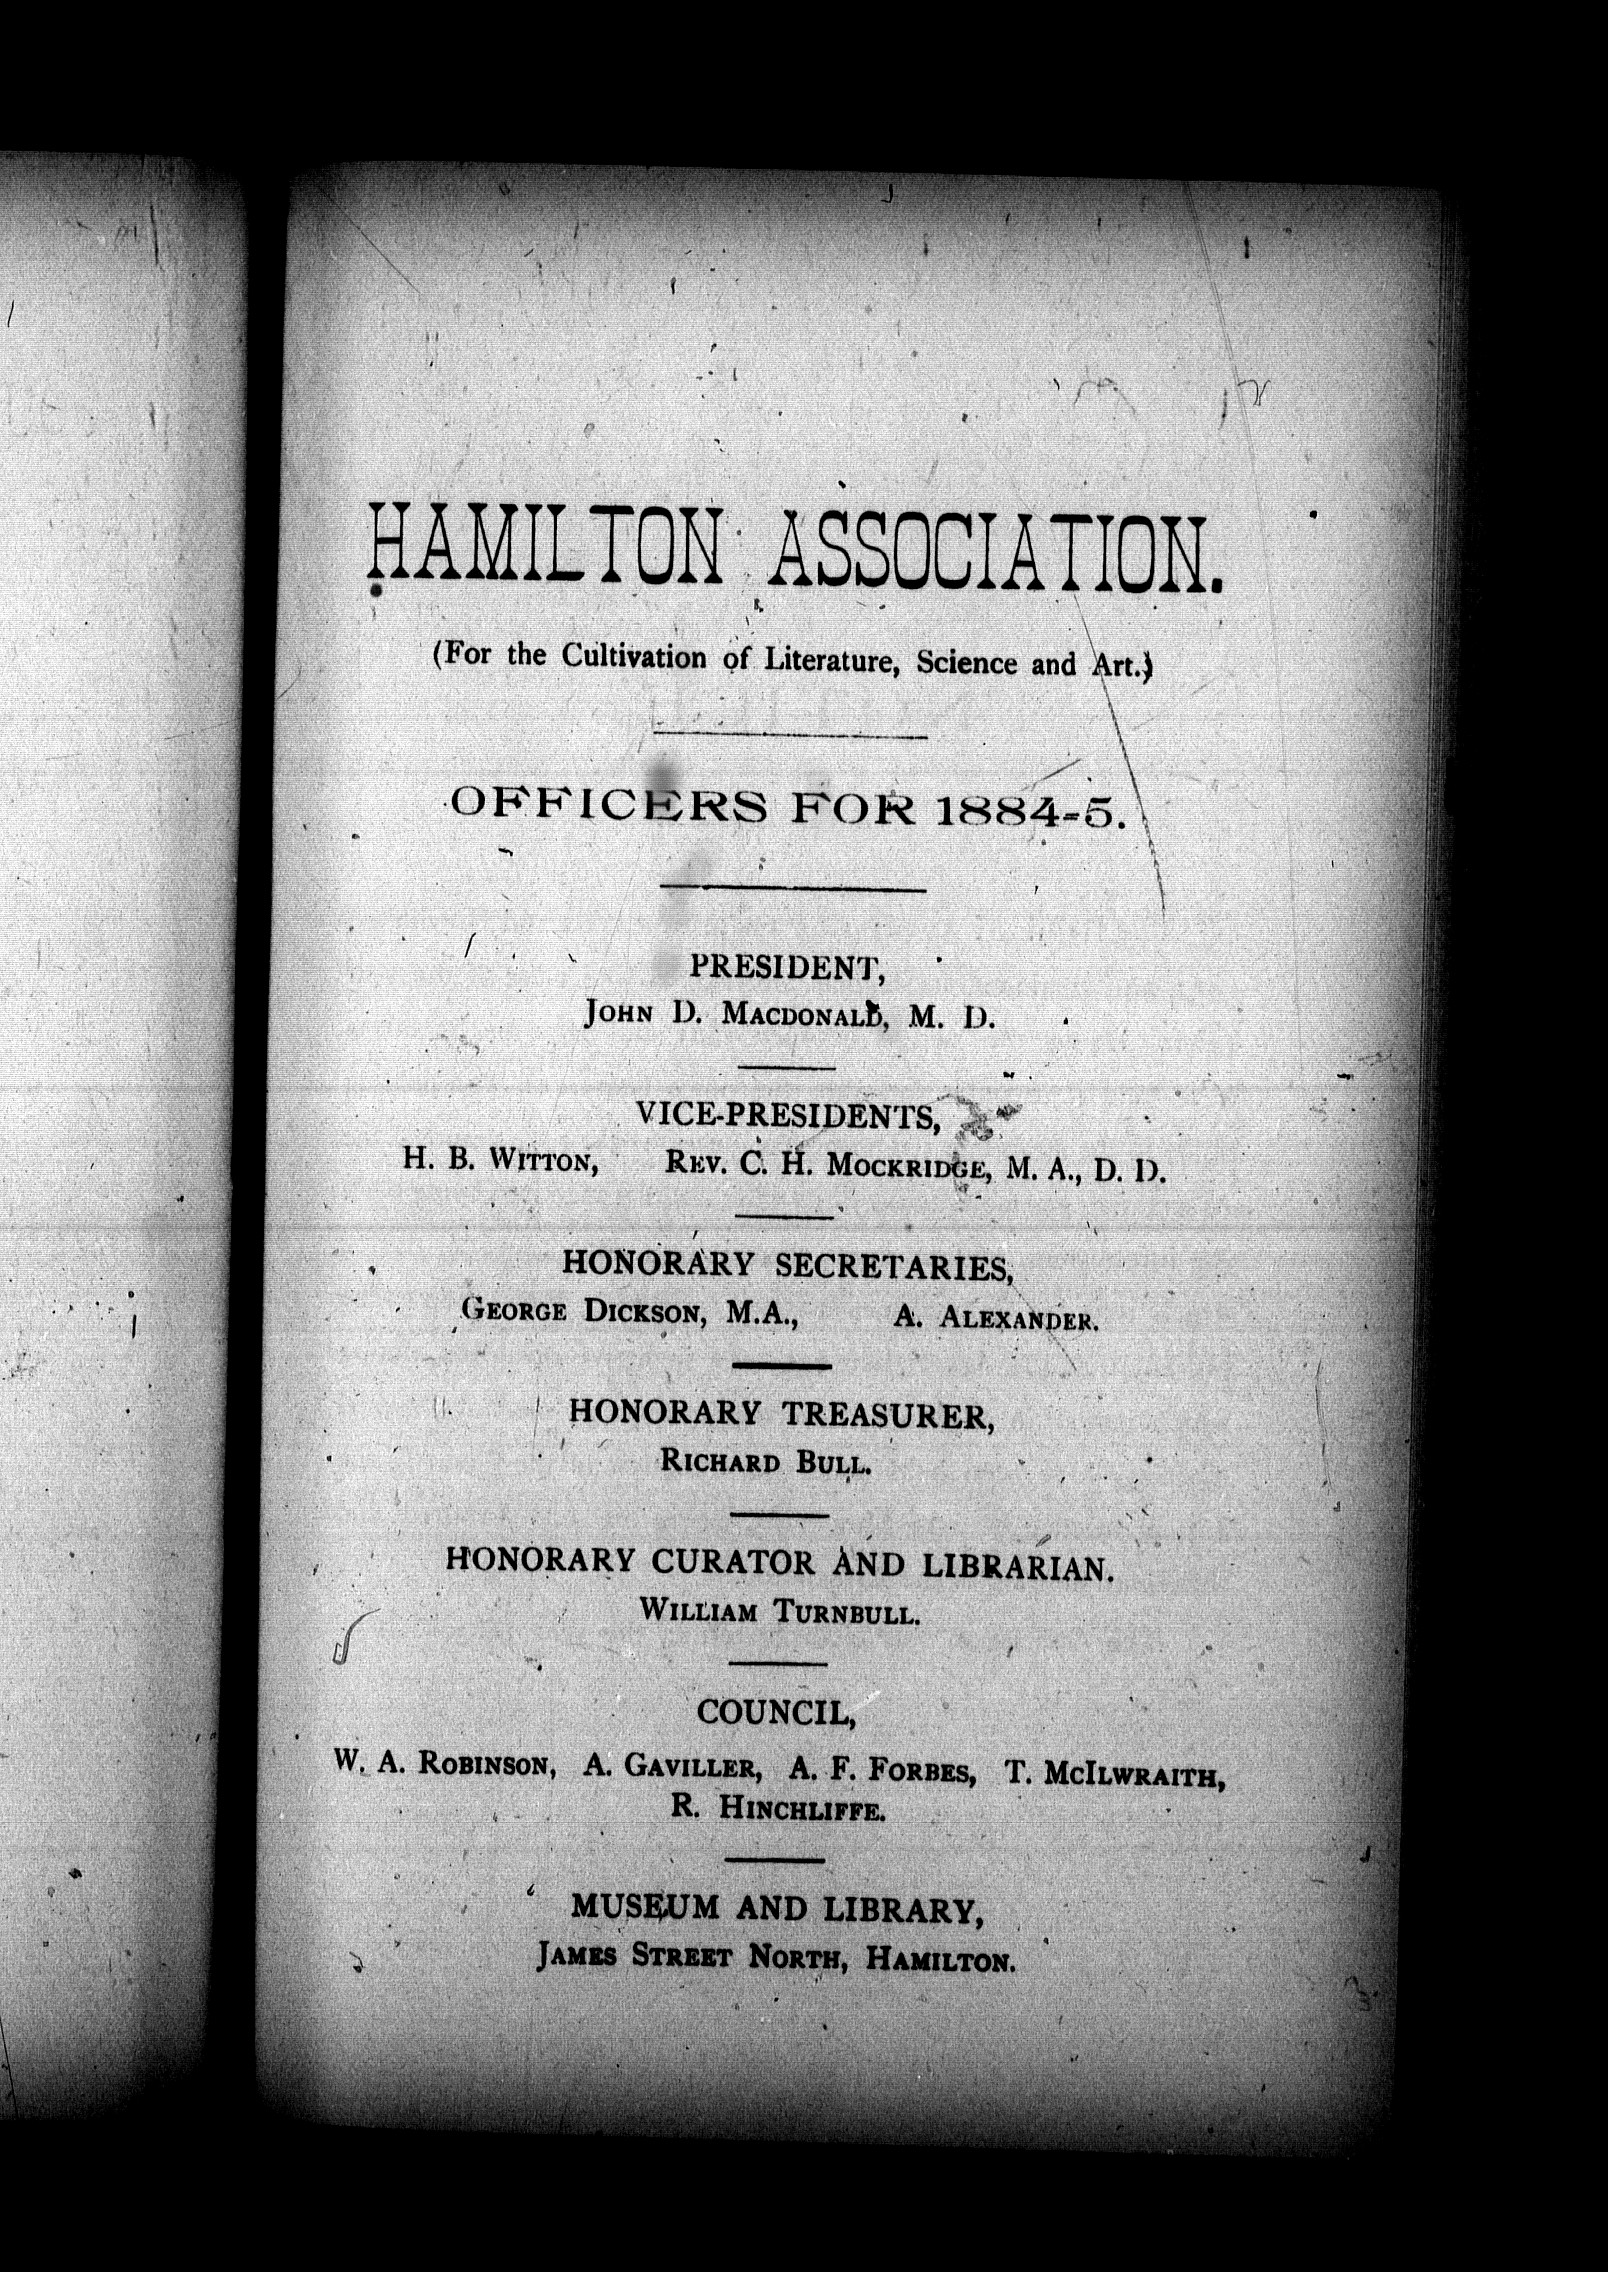 HAMILTON ASSOCIATION.
(For the Cultivation of Literature, Science and Art.)
OFFICERS FOR 1884-5.
PRESIDENT,
JOHN D. MACDONALD, M. D.
VICE-PRESIDENTS,
H. B. WITTON, REV. C. H. MOCKRIDGE, M. A., D. D.
HONORARY SECRETARIES,
GEORGE DICKSON, M.A., A. ALEXANDER.
HONORARY TREASURER,
RICHARD BULL.
HONORARY CURATOR AND LIBRARIAN.
WILLIAM TURNBULL.
COUNCIL,
W. A. ROBINSON, A. GAVILLER, A. F. FORBES, T. MCILWRAITH,
R. HINCHLIFFE.
MUSEUM AND LIBRARY,
JAMES STREET NORTH, HAMILTON.